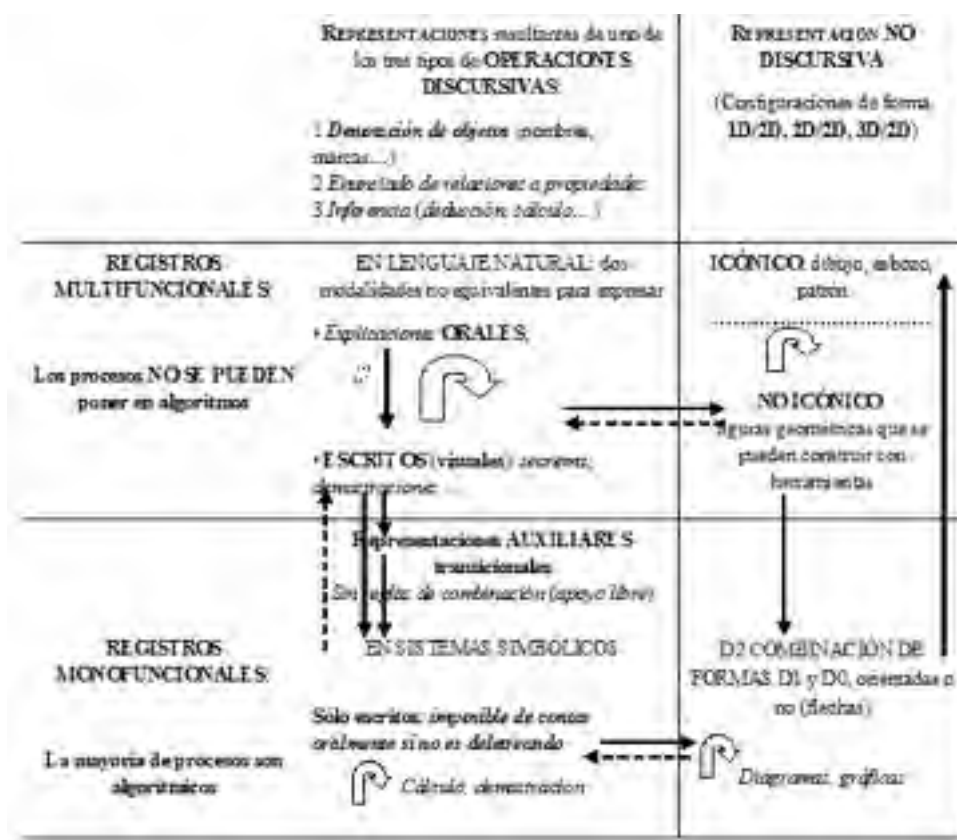 REPRESENTACIONES resultantes de uno de
los tres tipos de OPERACIONES
DISCURSIVAS:
1 Denotación de objetos (nombres,
marcas...)
2 Enunciado de relaciones o propiedades
3 Inferencia (deducción, cálculo...)
REPRESENTACION NO
DISCURSIVA
(Configuraciones de forma
1D/2D, 2D/2D, 3D/2D)
REGISTROS
MULTIFUNCIONALES:
Los procesos NO SE PUEDEN
poner en algoritmos
EN LENGUAJE NATURAL: dos
modalidades no equivalentes para expresar
• Explicaciones ORALES;
¿?
• ESCRITOS (visuales): teorema,
demostraciones ...
ICÓNICO: dibujo, esbozo,
patrón
NO ICÓNICO
figuras geométricas que se
pueden construir con
herramientas
Representaciones AUXILIARES
transicionales
Sin reglas de combinación (apoyo libre)
REGISTROS
MONOFUNCIONALES:
La mayoría de procesos son
algorítmicos
EN SISTEMAS SIMBÓLICOS
Sólo escritos: imposible de contar
oralmente si no es deletreando
Cálculo, demostracion
D2 COMBINACIÓN DE
FORMAS D1 y D0, orientadas o
no (flechas)
Diagramas, gráficas